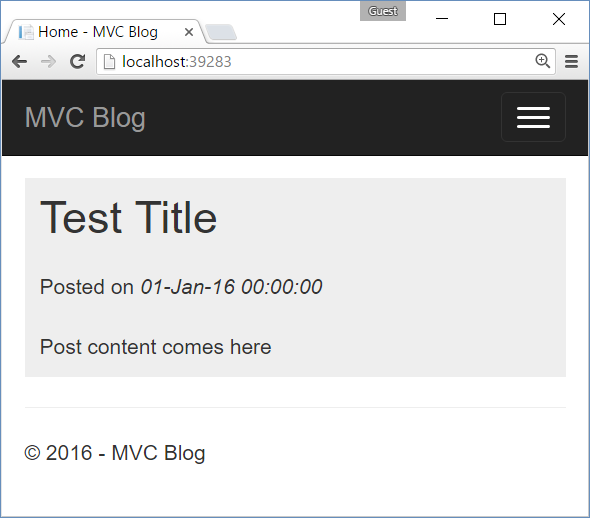 Guest
Home - MVC Blog
localhost:39283
MVC Blog
Test Title
Posted on 01-Jan-16 00:00:00
Post content comes here
© 2016 - MVC Blog